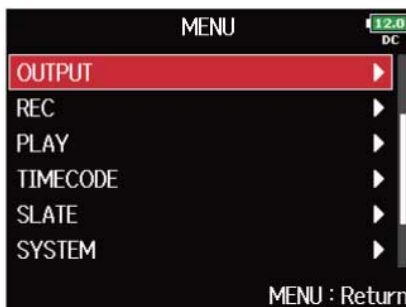 MENU
12.0
DC
OUTPUT
REC
PLAY
TIMECODE
SLATE
SYSTEM
MENU : Return